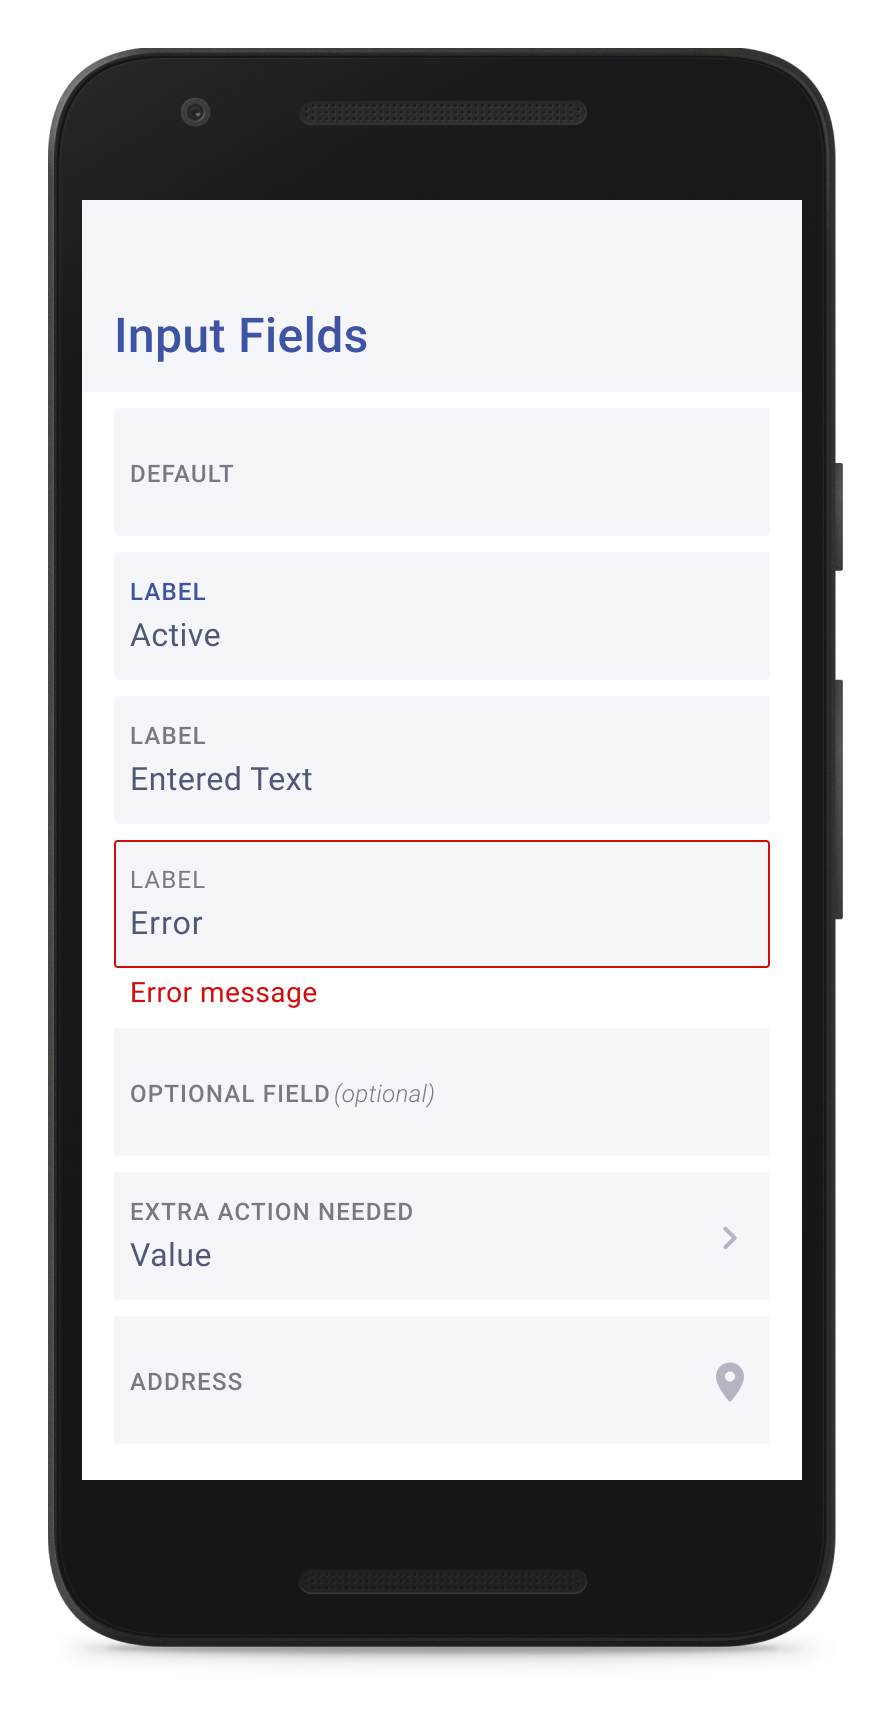 Input Fields
DEFAULT
LABEL
Active
LABEL
Entered Text
LABEL
Error
Error message
OPTIONAL FIELD (optional)
EXTRA ACTION NEEDED
Value
ADDRESS